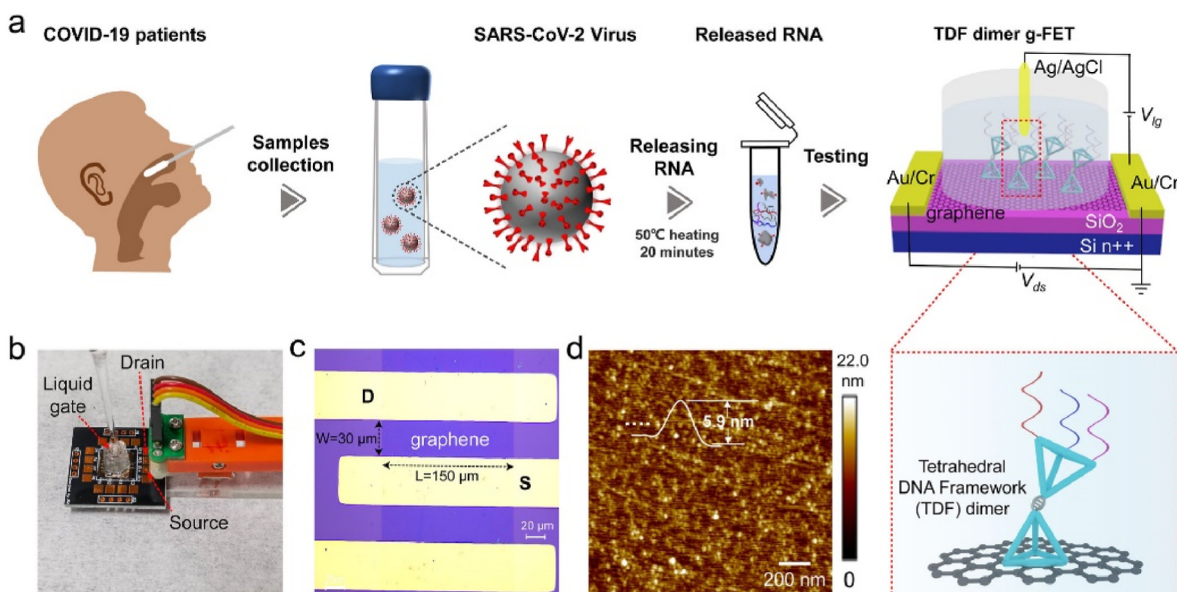 a
COVID-19 patients
SARS-CoV-2 Virus
Released RNA
TDF dimer g-FET
Samples
collection
Releasing
RNA
50℃ heating
20 minutes
Testing
Ag/AgCl
Vlg
Au/Cr
Au/Cr
graphene
SiO2
Si n++
Vds
b
Liquid
gate
Drain
Source
c
D
W=30 μm
graphene
L=150 μm
S
20 μm
d
22.0
nm
5.9 nm
200 nm
0
Tetrahedral
DNA Framework
(TDF) dimer